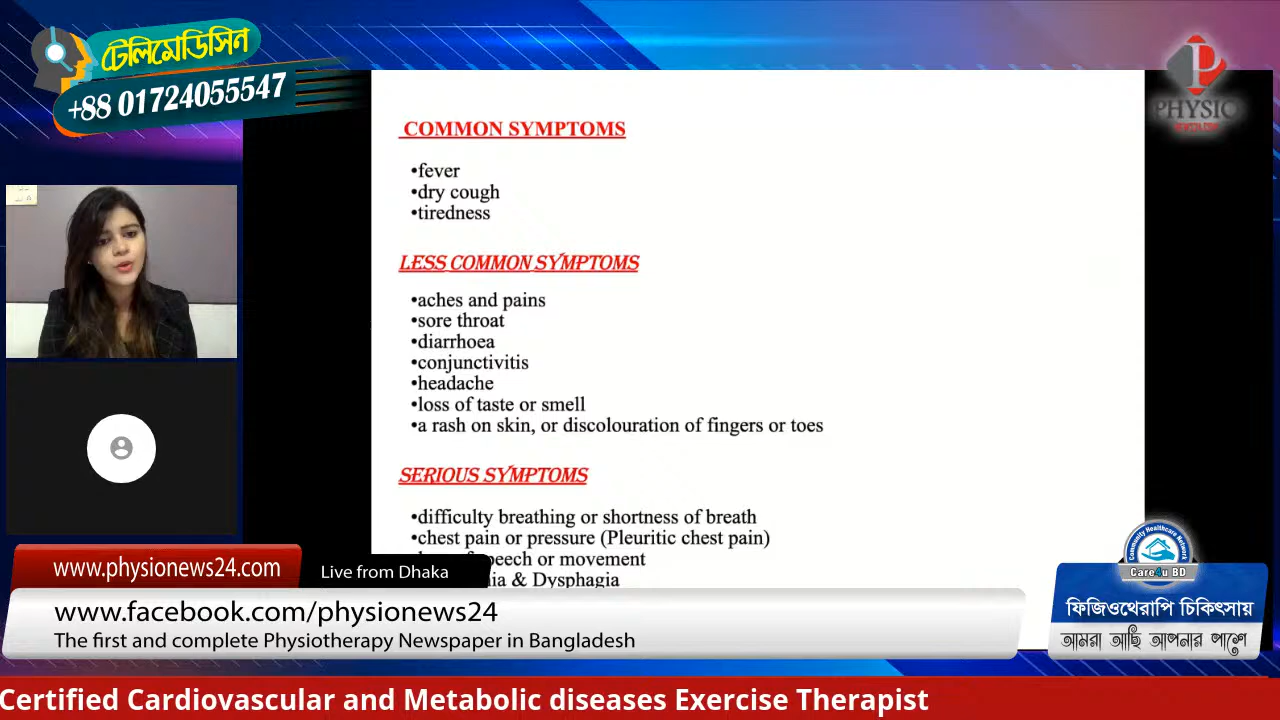 টেলিমেডিসিন
+88 01724055547
PHYSIO
COMMON SYMPTOMS
•fever
•dry cough
•tiredness
LESS COMMON SYMPTOMS
•aches and pains
•sore throat
•diarrhoea
•conjunctivitis
•headache
•loss of taste or smell
•a rash on skin, or discolouration of fingers or toes
SERIOUS SYMPTOMS
•difficulty breathing or shortness of breath
•chest pain or pressure (Pleuritic chest pain)
or movement
& Dysphagia
www.physionews24.com
Live from Dhaka
www.facebook.com/physionews24
The first and complete Physiotherapy Newspaper in Bangladesh
Community Healthcare Network
Care4u BD
ফিজিওথেরাপি চিকিৎসায়
আমরা আছি আপনার পাশে
Certified Cardiovascular and Metabolic diseases Exercise Therapist